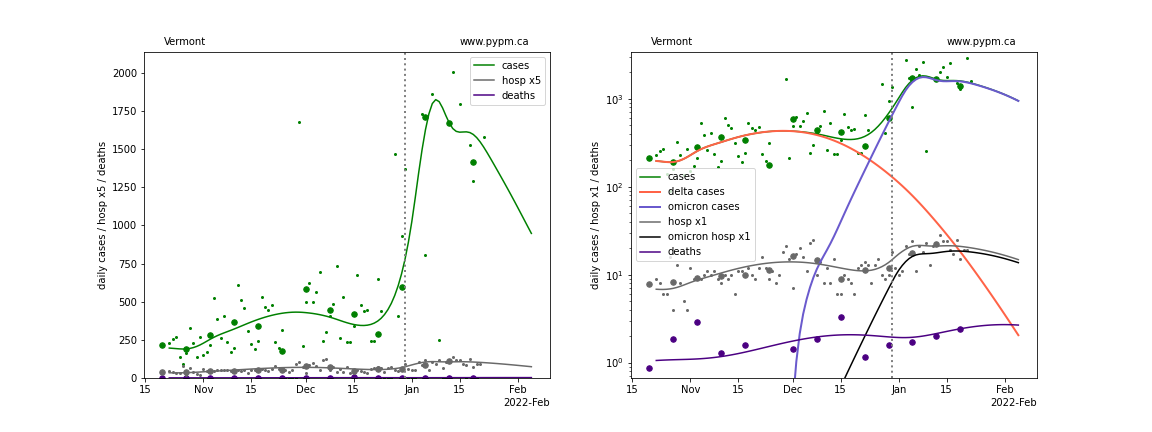 Vermont
www.pypm.ca
daily cases / hosp x5 / deaths
2000
1750
1500
1250
1000
750
500
250
0
cases
hosp x5
deaths
15
Nov
15
Dec
15
Jan
15
Feb
2022-Feb
Vermont
www.pypm.ca
daily cases / hosp x1 / deaths
10³
10²
10¹
10⁰
cases
delta cases
omicron cases
hosp x1
omicron hosp x1
deaths
15
Nov
15
Dec
15
Jan
15
Feb
2022-Feb